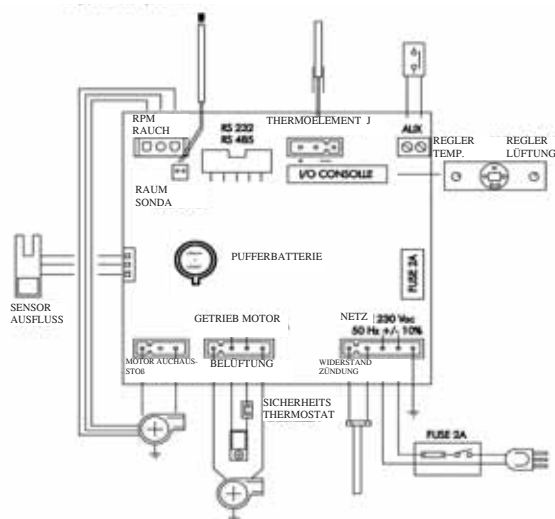 RPM
RAUCH
RS 232
RS 485
THERMOELEMENT J
AUX
REGLER
TEMP.
REGLER
LÜFTUNG
I/O CONSOLLE
RAUM
SONDA
PUFFERBATTERIE
FUSE 2A
SENSOR
AUSFLUSS
GETRIEB MOTOR
NETZ
230 Vac
50 Hz +/- 10%
MOTOR AUCHAUS-
STOß
BELÜFTUNG
WIDERSTAND
ZÜNDUNG
SICHERHEITS
THERMOSTAT
FUSE 2A